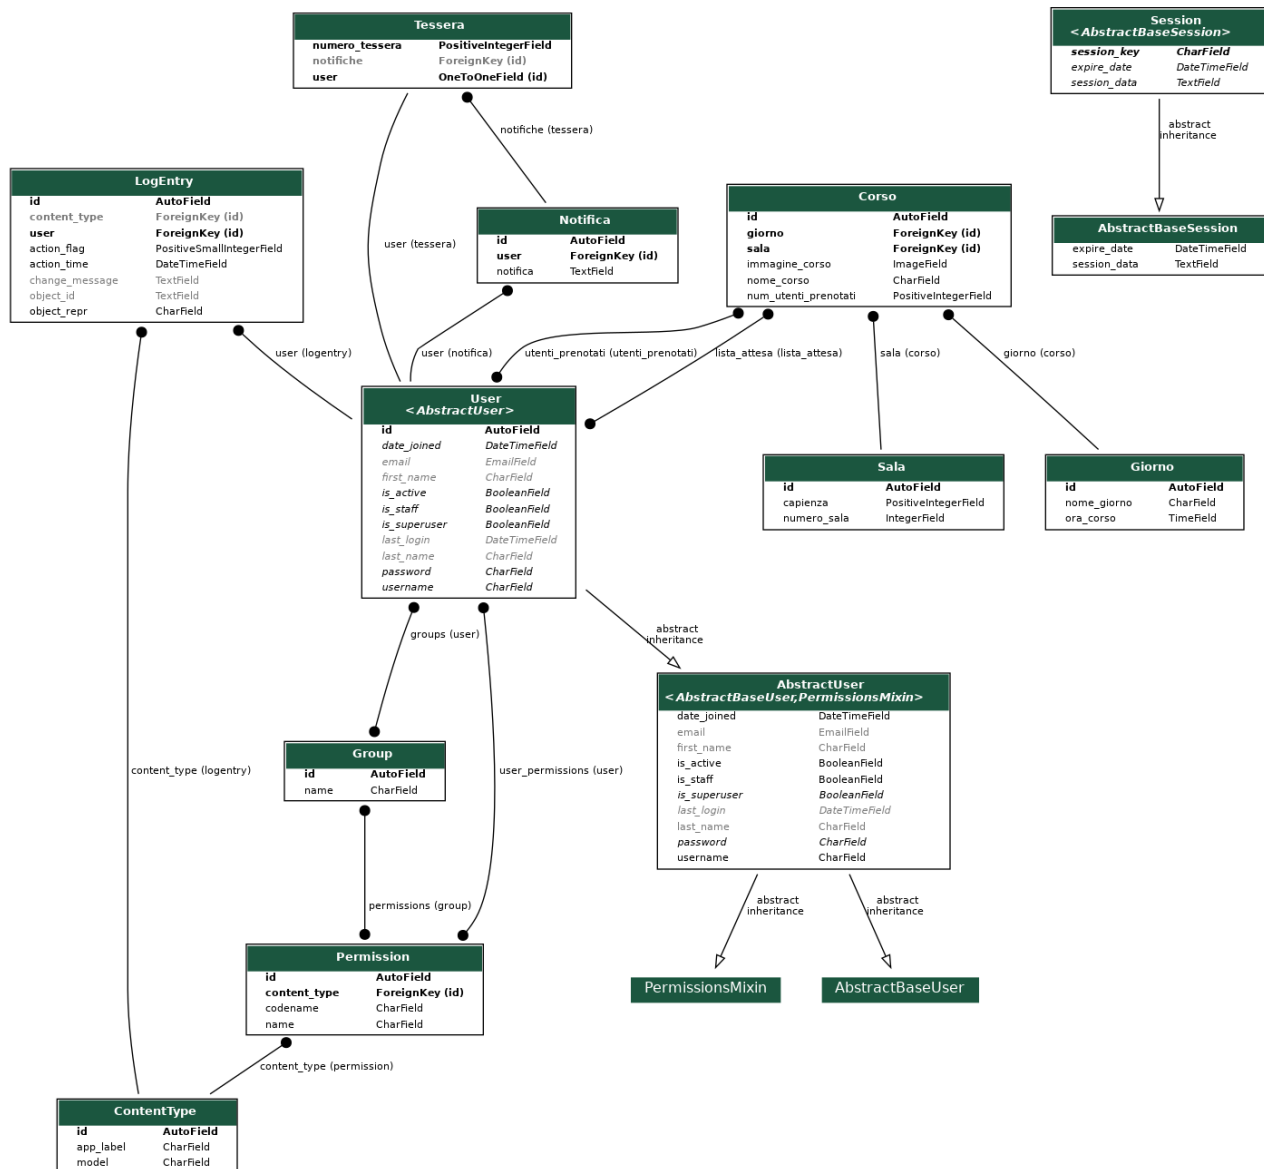 Tessera
numero_tessera PositiveIntegerField
notifiche ForeignKey (id)
user OneToOneField (id)
Session
<AbstractBaseSession>
session_key CharField
expire_date DateTimeField
session_data TextField
notifiche (tessera)
abstract
inheritance
LogEntry
id AutoField
content_type ForeignKey (id)
user ForeignKey (id)
action_flag PositiveSmallIntegerField
action_time DateTimeField
change_message TextField
object_id TextField
object_repr CharField
user (tessera)
Notifica
id AutoField
user ForeignKey (id)
notifica TextField
Corso
id AutoField
giorno ForeignKey (id)
sala ForeignKey (id)
immagine_corso ImageField
nome_corso CharField
num_utenti_prenotati PositiveIntegerField
AbstractBaseSession
expire_date DateTimeField
session_data TextField
user (logentry)
user (notifica)
utenti_prenotati (utenti_prenotati)
lista_attesa (lista_attesa)
sala (corso)
giorno (corso)
User
<AbstractUser>
id AutoField
date_joined DateTimeField
email EmailField
first_name CharField
is_active BooleanField
is_staff BooleanField
is_superuser BooleanField
last_login DateTimeField
last_name CharField
password CharField
username CharField
Sala
id AutoField
capienza PositiveIntegerField
numero_sala IntegerField
Giorno
id AutoField
nome_giorno CharField
ora_corso TimeField
groups (user)
abstract
inheritance
AbstractUser
<AbstractBaseUser,PermissionsMixin>
date_joined DateTimeField
email EmailField
first_name CharField
is_active BooleanField
is_staff BooleanField
is_superuser BooleanField
last_login DateTimeField
last_name CharField
password CharField
username CharField
Group
id AutoField
name CharField
content_type (logentry)
user_permissions (user)
permissions (group)
abstract
inheritance
abstract
inheritance
Permission
id AutoField
content_type ForeignKey (id)
codename CharField
name CharField
PermissionsMixin
AbstractBaseUser
content_type (permission)
ContentType
id AutoField
app_label CharField
model CharField